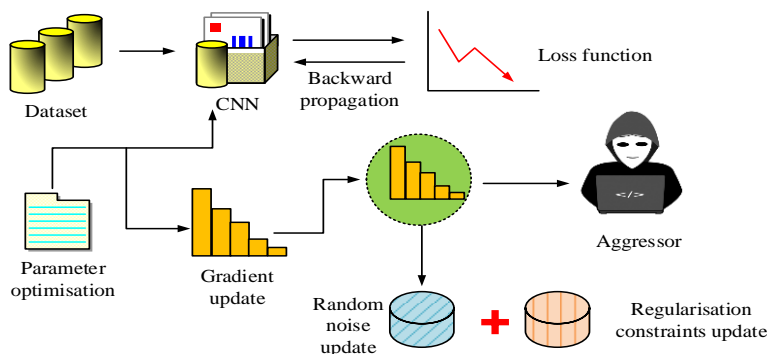 Dataset
CNN
Backward
propagation
Loss function
Parameter
optimisation
Gradient
update
</>
Aggressor
Random
noise
update
Regularisation
constraints update